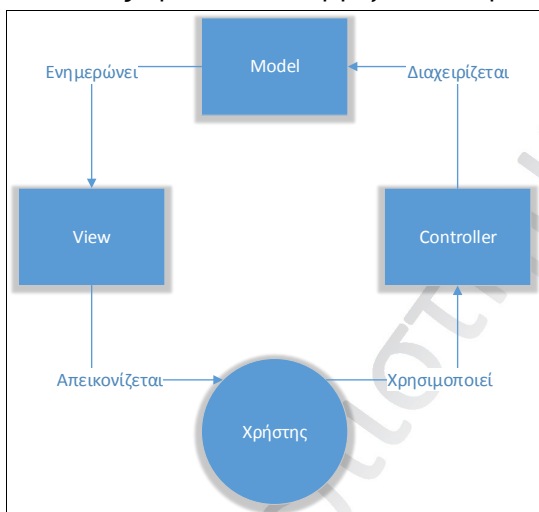 Ενημερώνει
Model
Διαχειρίζεται
View
Controller
Απεικονίζεται
Χρησιμοποιεί
Χρήστης